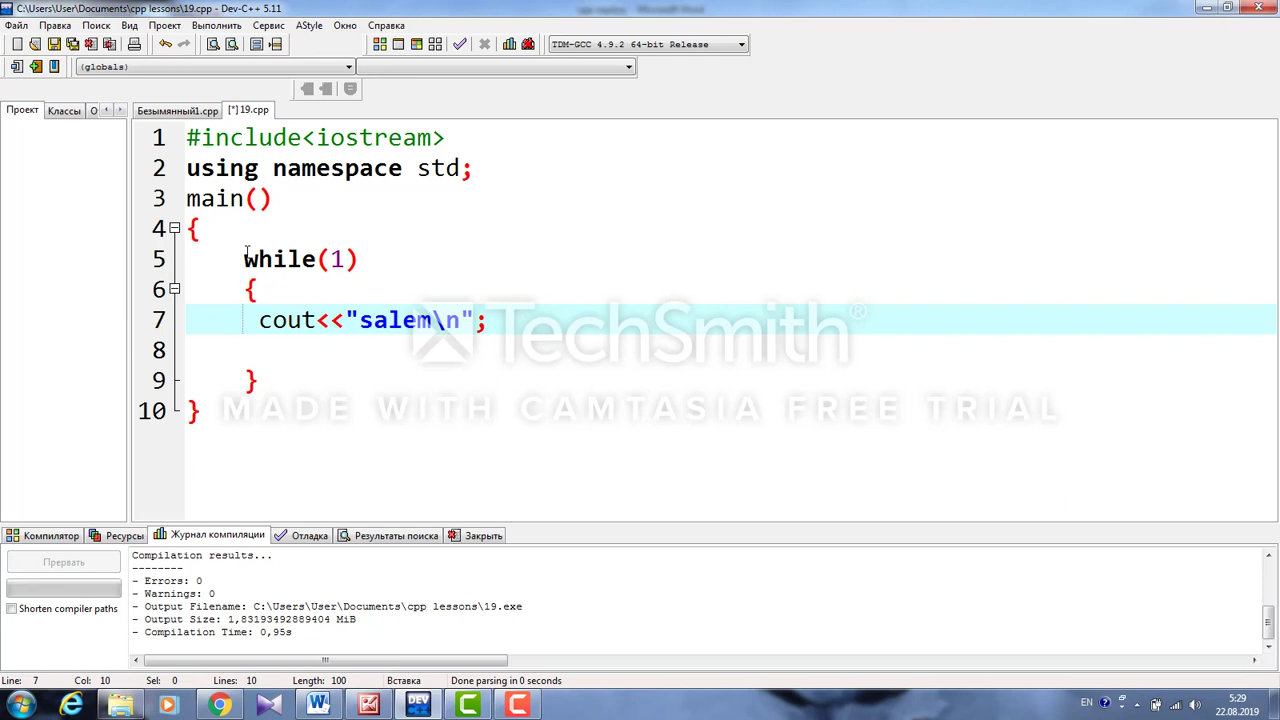 C:\Users\User\Documents\cpp lessons\19.cpp - Dev-C++ 5.11
Файл Правка Поиск Вид Проект Выполнить Сервис AStyle Окно Справка
TDM-GCC 4.9.2 64-bit Release
(globals)
Проект Классы О Безымянный1.cpp [*] 19.cpp
1 #include<iostream>
2 using namespace std;
3 main()
4 {
5 while(1)
6 {
7 cout<<"salem\n";
8
9 }
10 }
TechSmith®
MADE WITH CAMTASIA FREE TRIAL
Компилятор Ресурсы Журнал компиляции Отладка Результаты поиска Закрыть
Прервать
Shorten compiler paths
Compilation results...
--------
- Errors: 0
- Warnings: 0
- Output Filename: C:\Users\User\Documents\cpp lessons\19.exe
- Output Size: 1,83193492889404 MiB
- Compilation Time: 0,95s
Line: 7 Col: 10 Sel: 0 Lines: 10 Length: 100 Вставка Done parsing in 0 seconds
EN 5:29
22.08.2019